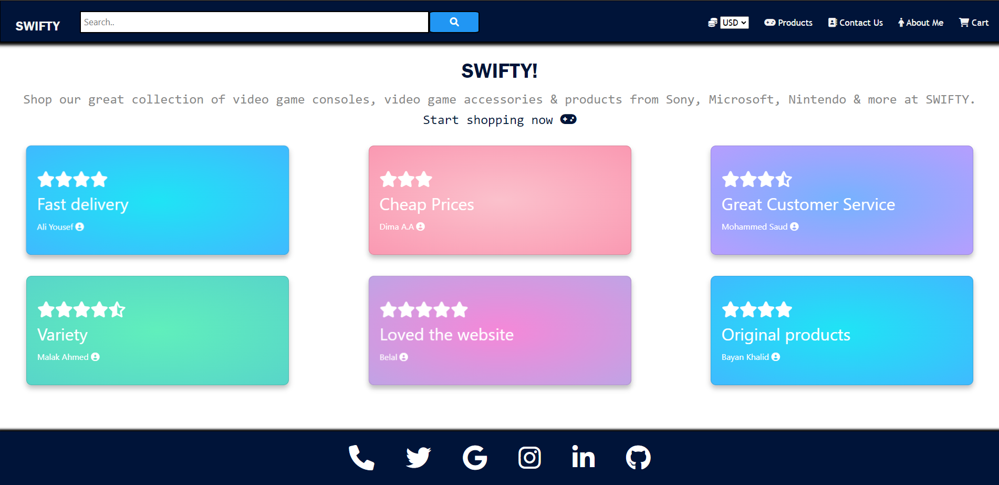 SWIFTY
Search..
USD
Products
Contact Us
About Me
Cart
SWIFTY!
Shop our great collection of video game consoles, video game accessories & products from Sony, Microsoft, Nintendo & more at SWIFTY.
Start shopping now
Fast delivery
Ali Yousef
Cheap Prices
Dima A.A
Great Customer Service
Mohammed Saud
Variety
Malak Ahmed
Loved the website
Belal
Original products
Bayan Khalid